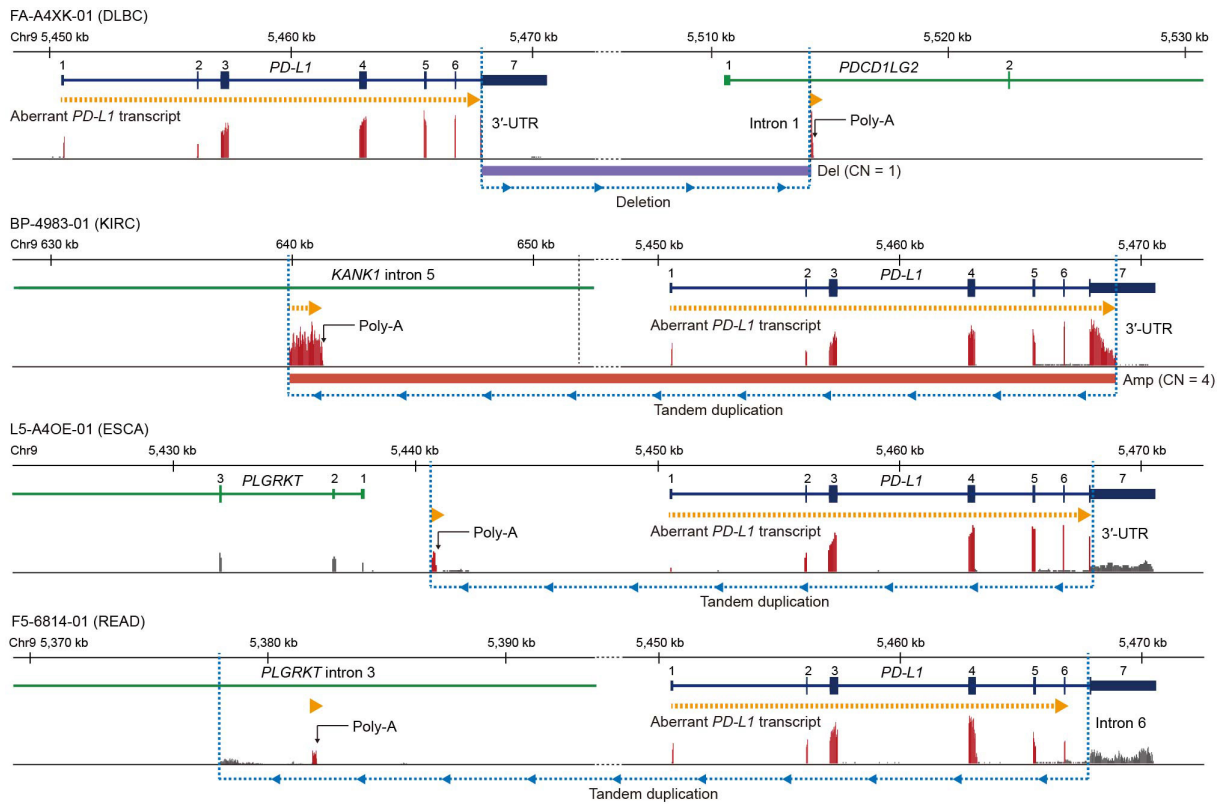 FA-A4XK-01 (DLBC)
Chr9 5,450 kb 5,460 kb 5,470 kb 5,510 kb 5,520 kb 5,530 kb
1 2 3 PD-L1 4 5 6 7 1 PDCD1LG2 2
Aberrant PD-L1 transcript 3′-UTR Intron 1 Poly-A
Del (CN = 1)
Deletion
BP-4983-01 (KIRC)
Chr9 630 kb 640 kb 650 kb 5,450 kb 5,460 kb 5,470 kb
KANK1 intron 5 1 2 3 PD-L1 4 5 6 7
Poly-A Aberrant PD-L1 transcript 3′-UTR
Amp (CN = 4)
Tandem duplication
L5-A4OE-01 (ESCA)
Chr9 5,430 kb 5,440 kb 5,450 kb 5,460 kb 5,470 kb
3 PLGRKT 2 1 1 2 3 PD-L1 4 5 6 7
Poly-A Aberrant PD-L1 transcript 3′-UTR
Tandem duplication
F5-6814-01 (READ)
Chr9 5,370 kb 5,380 kb 5,390 kb 5,450 kb 5,460 kb 5,470 kb
PLGRKT intron 3 1 2 3 PD-L1 4 5 6 7
Poly-A Aberrant PD-L1 transcript Intron 6
Tandem duplication